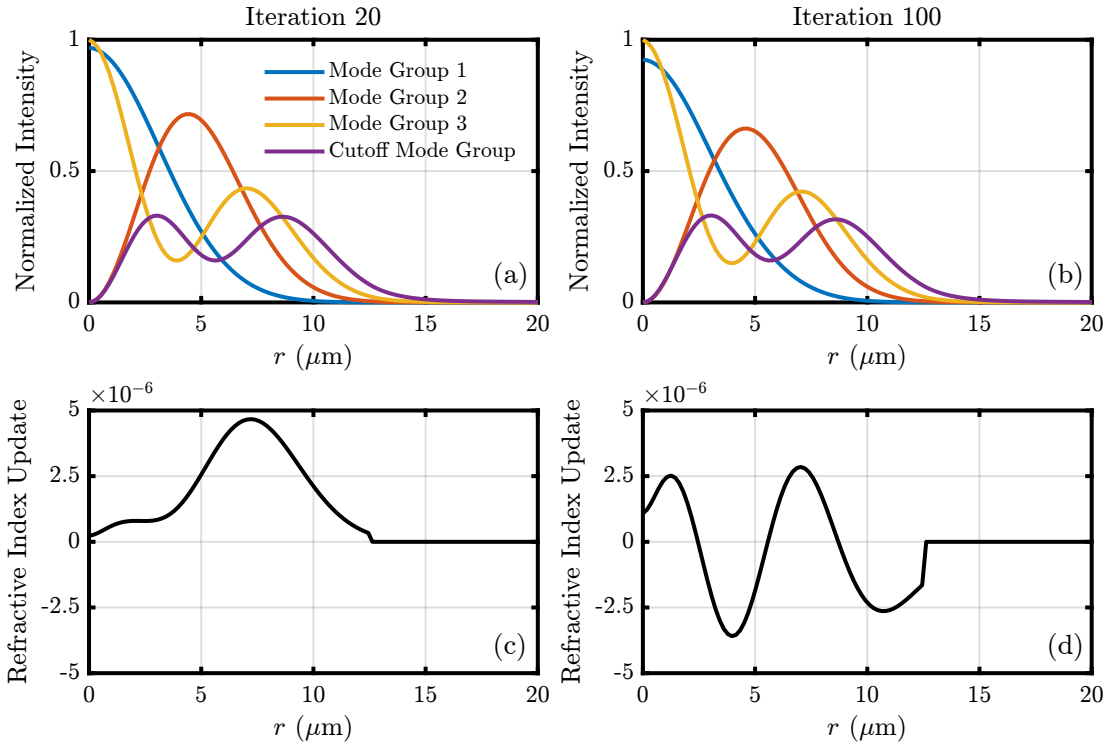 Iteration 20
Normalized Intensity
1
0.5
0
Mode Group 1
Mode Group 2
Mode Group 3
Cutoff Mode Group
(a)
0 5 10 15 20
r (μm)
Iteration 100
Normalized Intensity
1
0.5
0
(b)
0 5 10 15 20
r (μm)
×10⁻⁶
Refractive Index Update
5
2.5
0
-2.5
-5
(c)
0 5 10 15 20
r (μm)
×10⁻⁶
Refractive Index Update
5
2.5
0
-2.5
-5
(d)
0 5 10 15 20
r (μm)